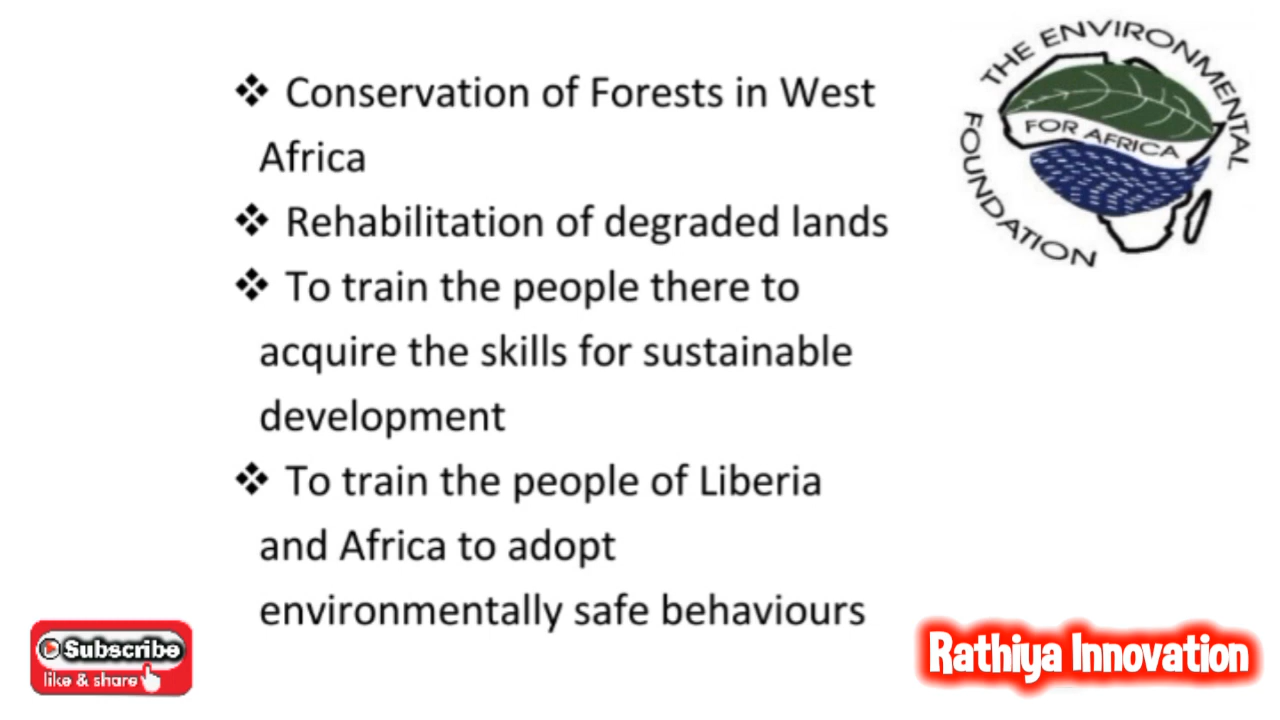 ❖ Conservation of Forests in West
Africa
❖ Rehabilitation of degraded lands
❖ To train the people there to
acquire the skills for sustainable
development
❖ To train the people of Liberia
and Africa to adopt
environmentally safe behaviours
THE ENVIRONMENTAL
FOUNDATION
FOR AFRICA
Subscribe
like & share
Rathiya Innovation